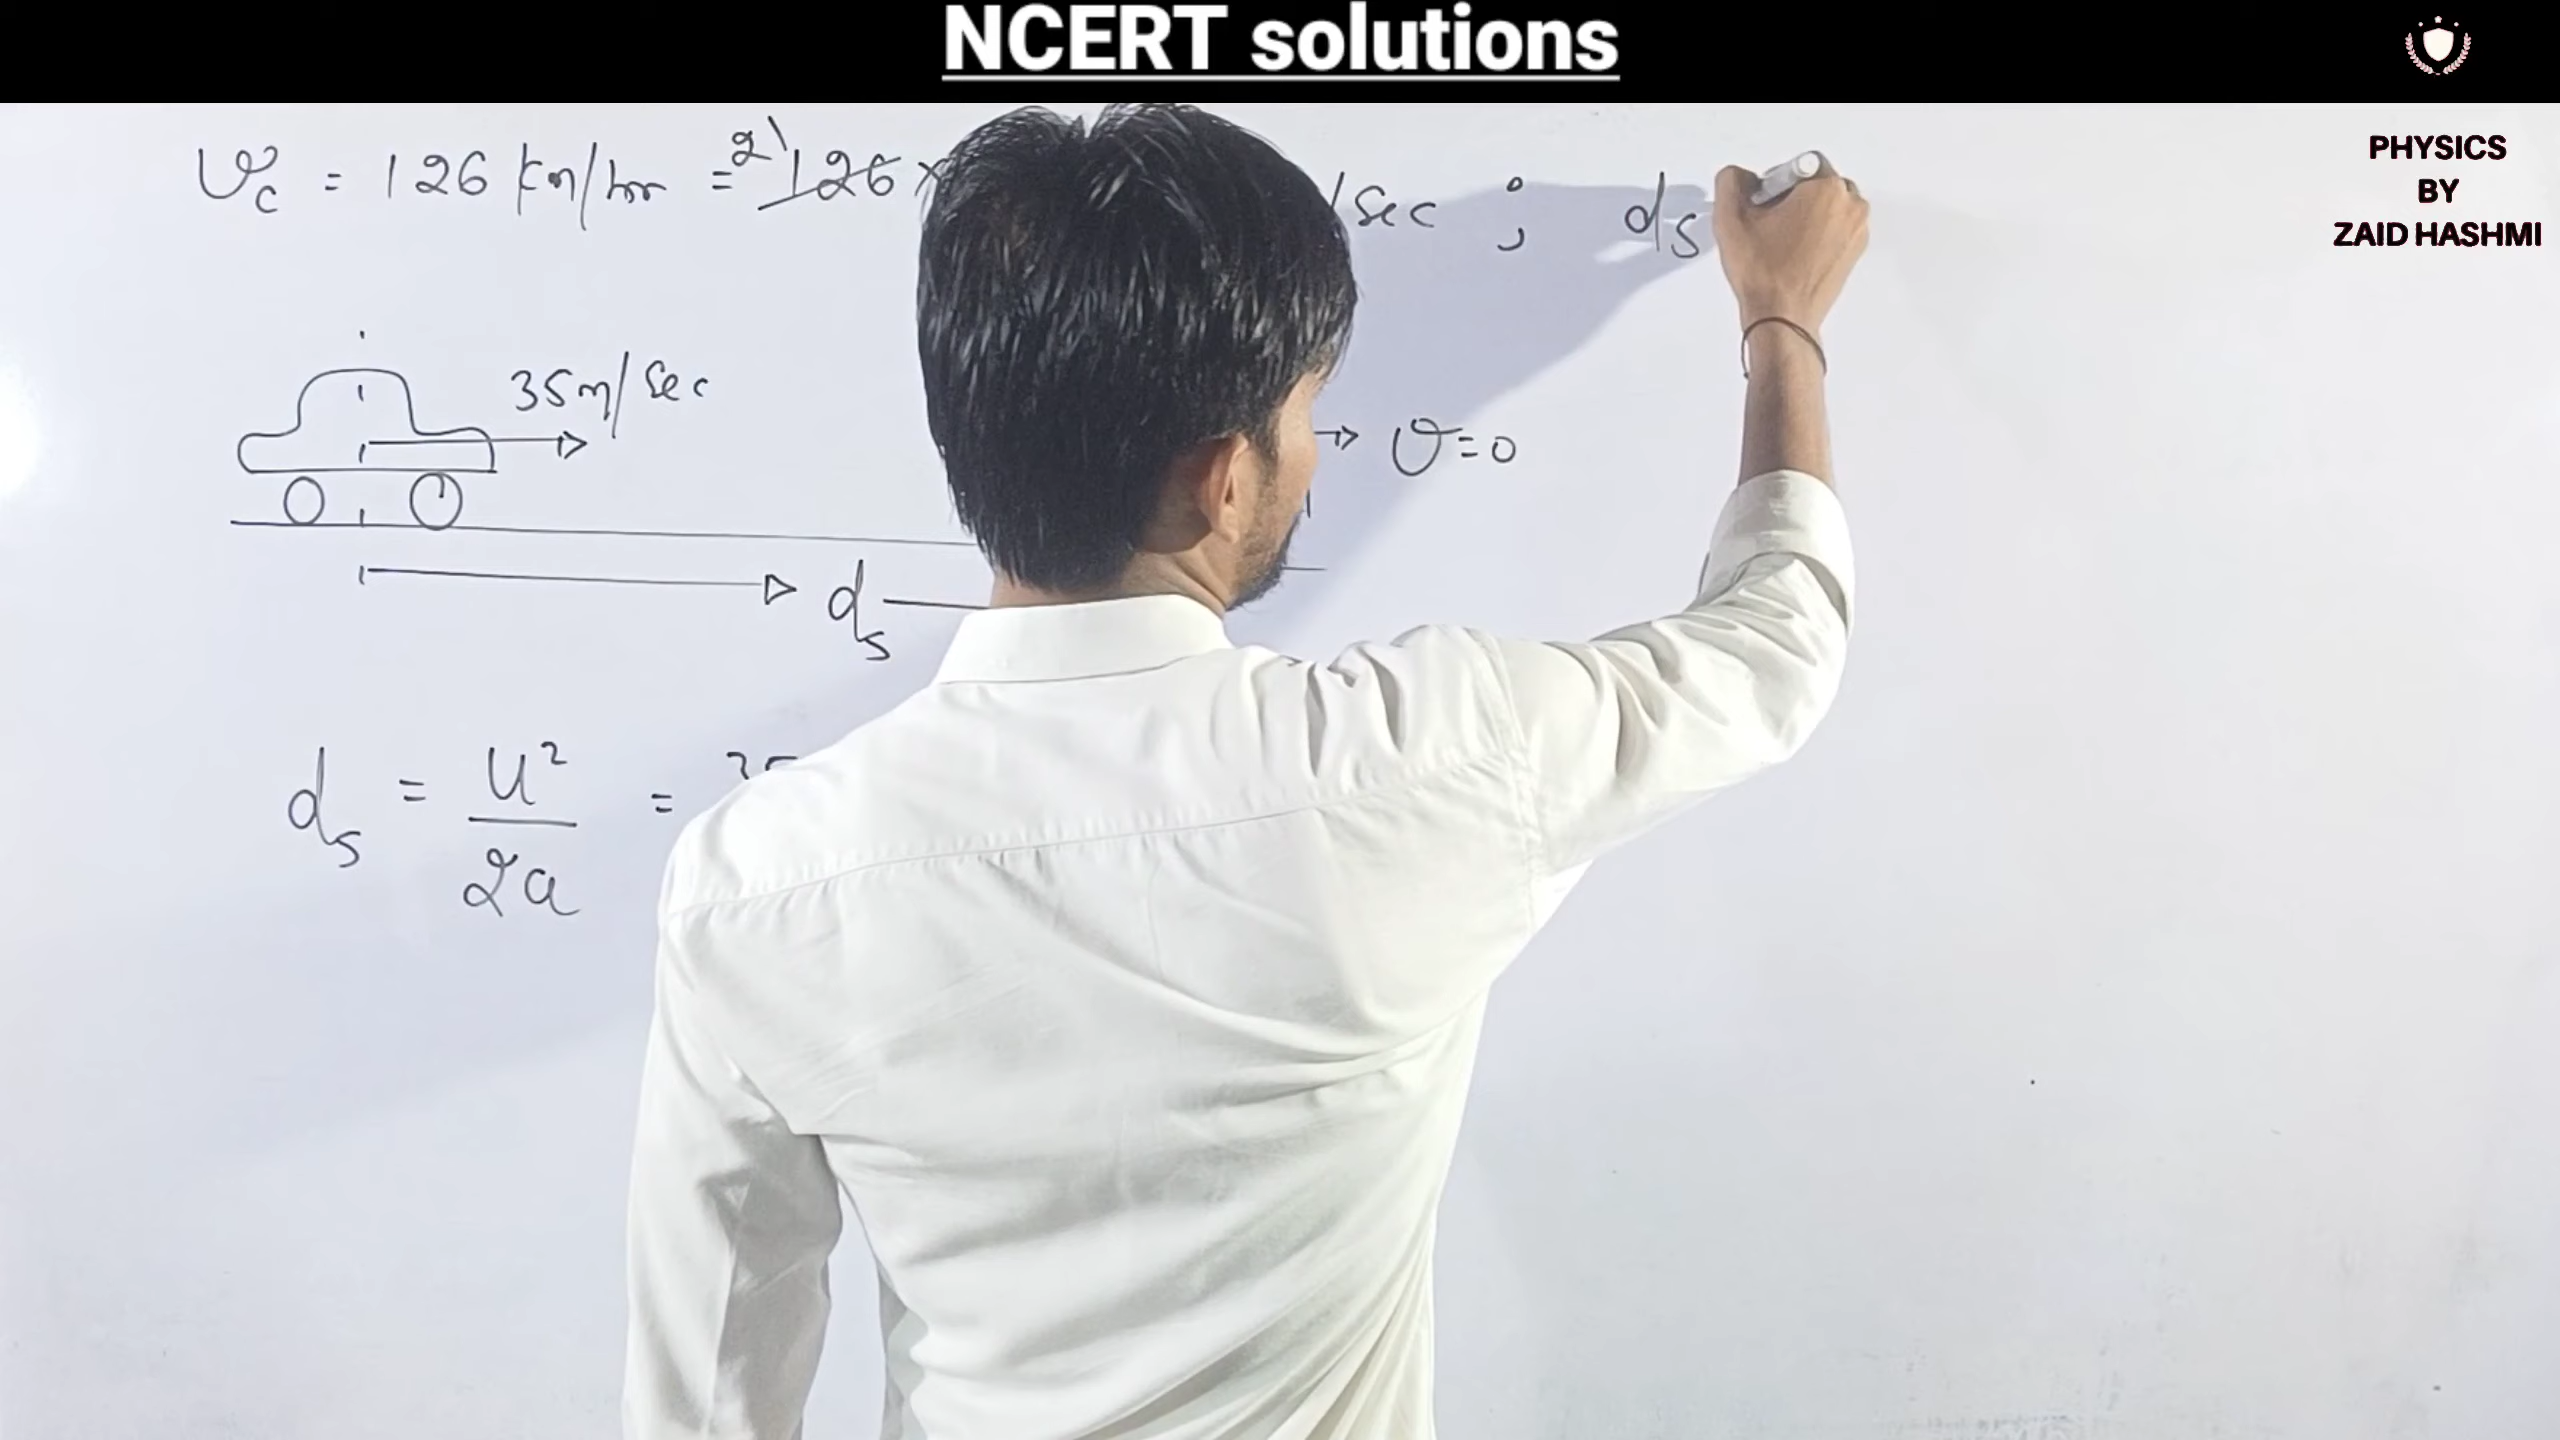 NCERT solutions
PHYSICS
BY
ZAID HASHMI
v_c = 126 km/hr = 21 126 × /sec ; d_s
35m/sec
v=0
d_s
d_s = u²/2a = 35